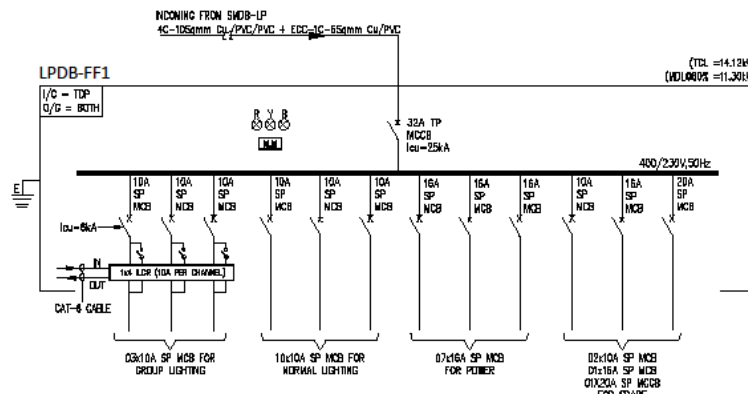 INCOMING FROM SMDB-LP
4C-10sqmm Cu/PVC/PVC + ECC-1C-6sqmm Cu/PVC
LPDB-FF1
(TCL =14.12k
I/C - TOP
O/G - BOTH
R Y B
32A TP
MCCB
Icu-25kA
400/230V,50Hz
10A SP MCB
10A SP MCB
10A SP MCB
10A SP MCB
10A SP MCB
10A SP MCB
16A SP MCB
16A SP MCB
16A SP MCB
10A SP MCB
16A SP MCB
20A SP MCB
E
Icu-6kA
IN
OUT
1x4 LCR (10A PER CHANNEL)
CAT-6 CABLE
03x10A SP MCB FOR
GROUP LIGHTING
10x10A SP MCB FOR
NORMAL LIGHTING
07x16A SP MCB
FOR POWER
02x10A SP MCB
01x16A SP MCB
01X20A SP MCCB
FOR SPARE